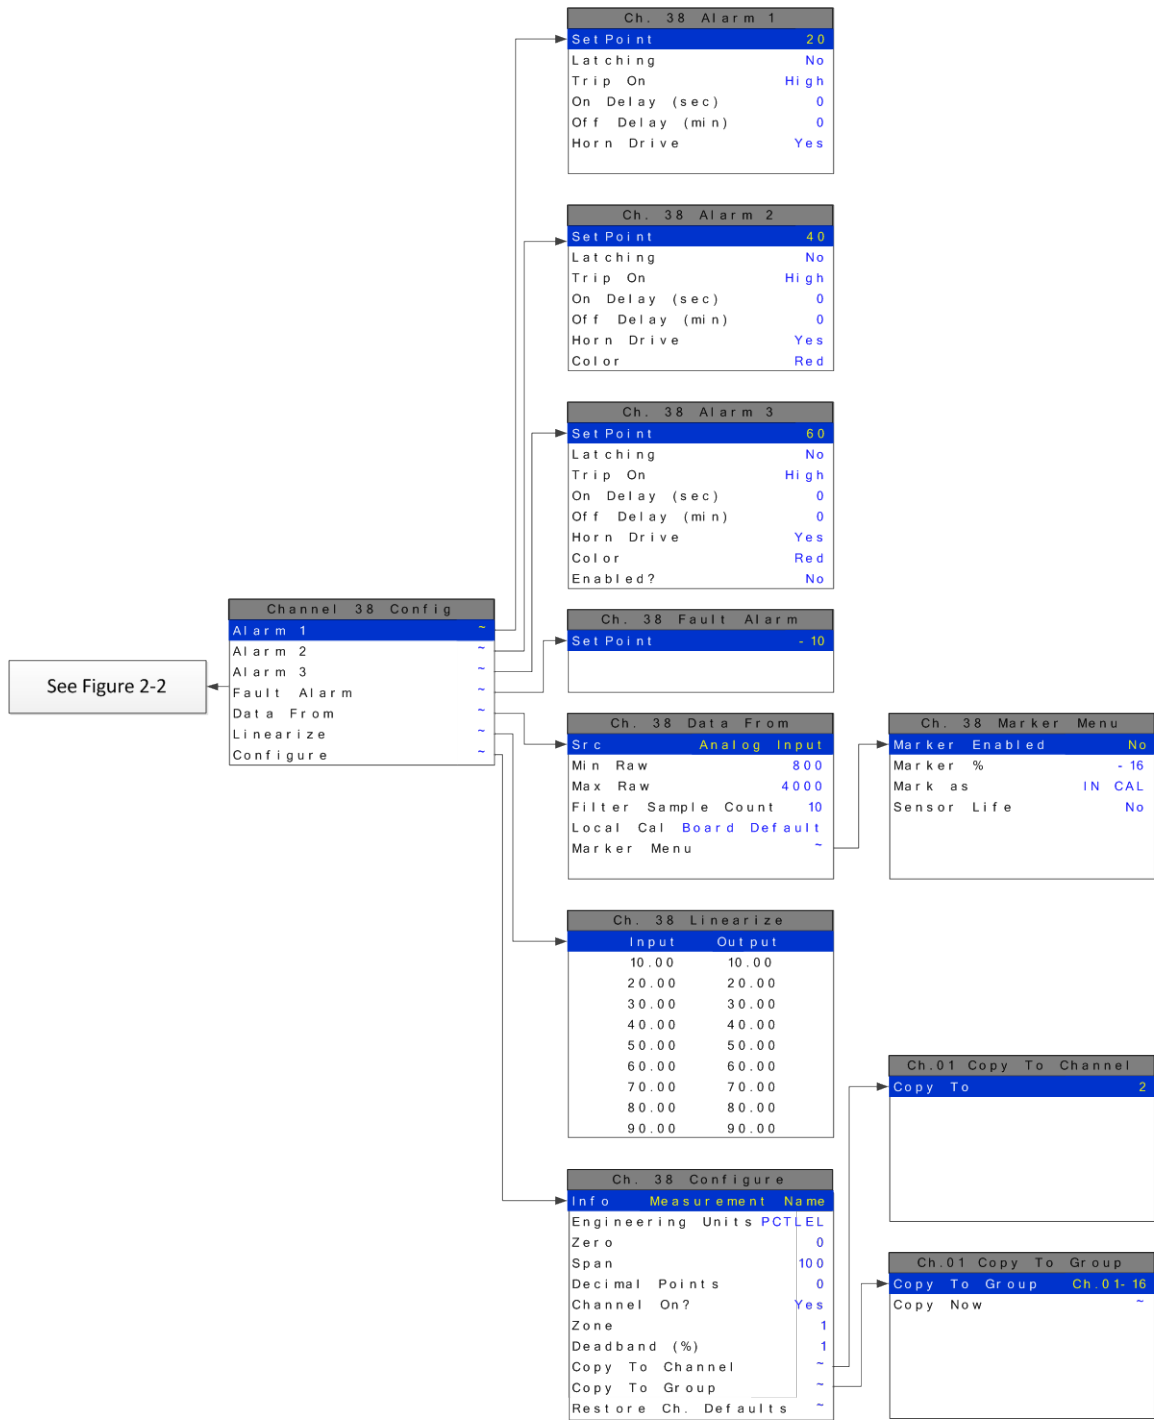 Ch. 38 Alarm 1
SetPoint 20
Latching No
Trip On High
On Delay (sec) 0
Off Delay (min) 0
Horn Drive Yes
Ch. 38 Alarm 2
SetPoint 40
Latching No
Trip On High
On Delay (sec) 0
Off Delay (min) 0
Horn Drive Yes
Color Red
Ch. 38 Alarm 3
SetPoint 60
Latching No
Trip On High
On Delay (sec) 0
Off Delay (min) 0
Horn Drive Yes
Color Red
Enabled? No
Channel 38 Config
Alarm 1 ~
Alarm 2 ~
Alarm 3 ~
Fault Alarm ~
Data From ~
Linearize ~
Configure ~
See Figure 2-2
Ch. 38 Fault Alarm
SetPoint -10
Ch. 38 Data From
Src Analog Input
Min Raw 800
Max Raw 4000
Filter Sample Count 10
Local Cal Board Default
Marker Menu ~
Ch. 38 Marker Menu
Marker Enabled No
Marker % -16
Mark as IN CAL
Sensor Life No
Ch. 38 Linearize
Input Output
10.00 10.00
20.00 20.00
30.00 30.00
40.00 40.00
50.00 50.00
60.00 60.00
70.00 70.00
80.00 80.00
90.00 90.00
Ch. 38 Configure
Info Measurement Name
Engineering Units PCTLEL
Zero 0
Span 100
Decimal Points 0
Channel On? Yes
Zone 1
Deadband (%) 1
Copy To Channel ~
Copy To Group ~
Restore Ch. Defaults ~
Ch.01 Copy To Channel
Copy To 2
Ch.01 Copy To Group
Copy To Group Ch.01-16
Copy Now ~